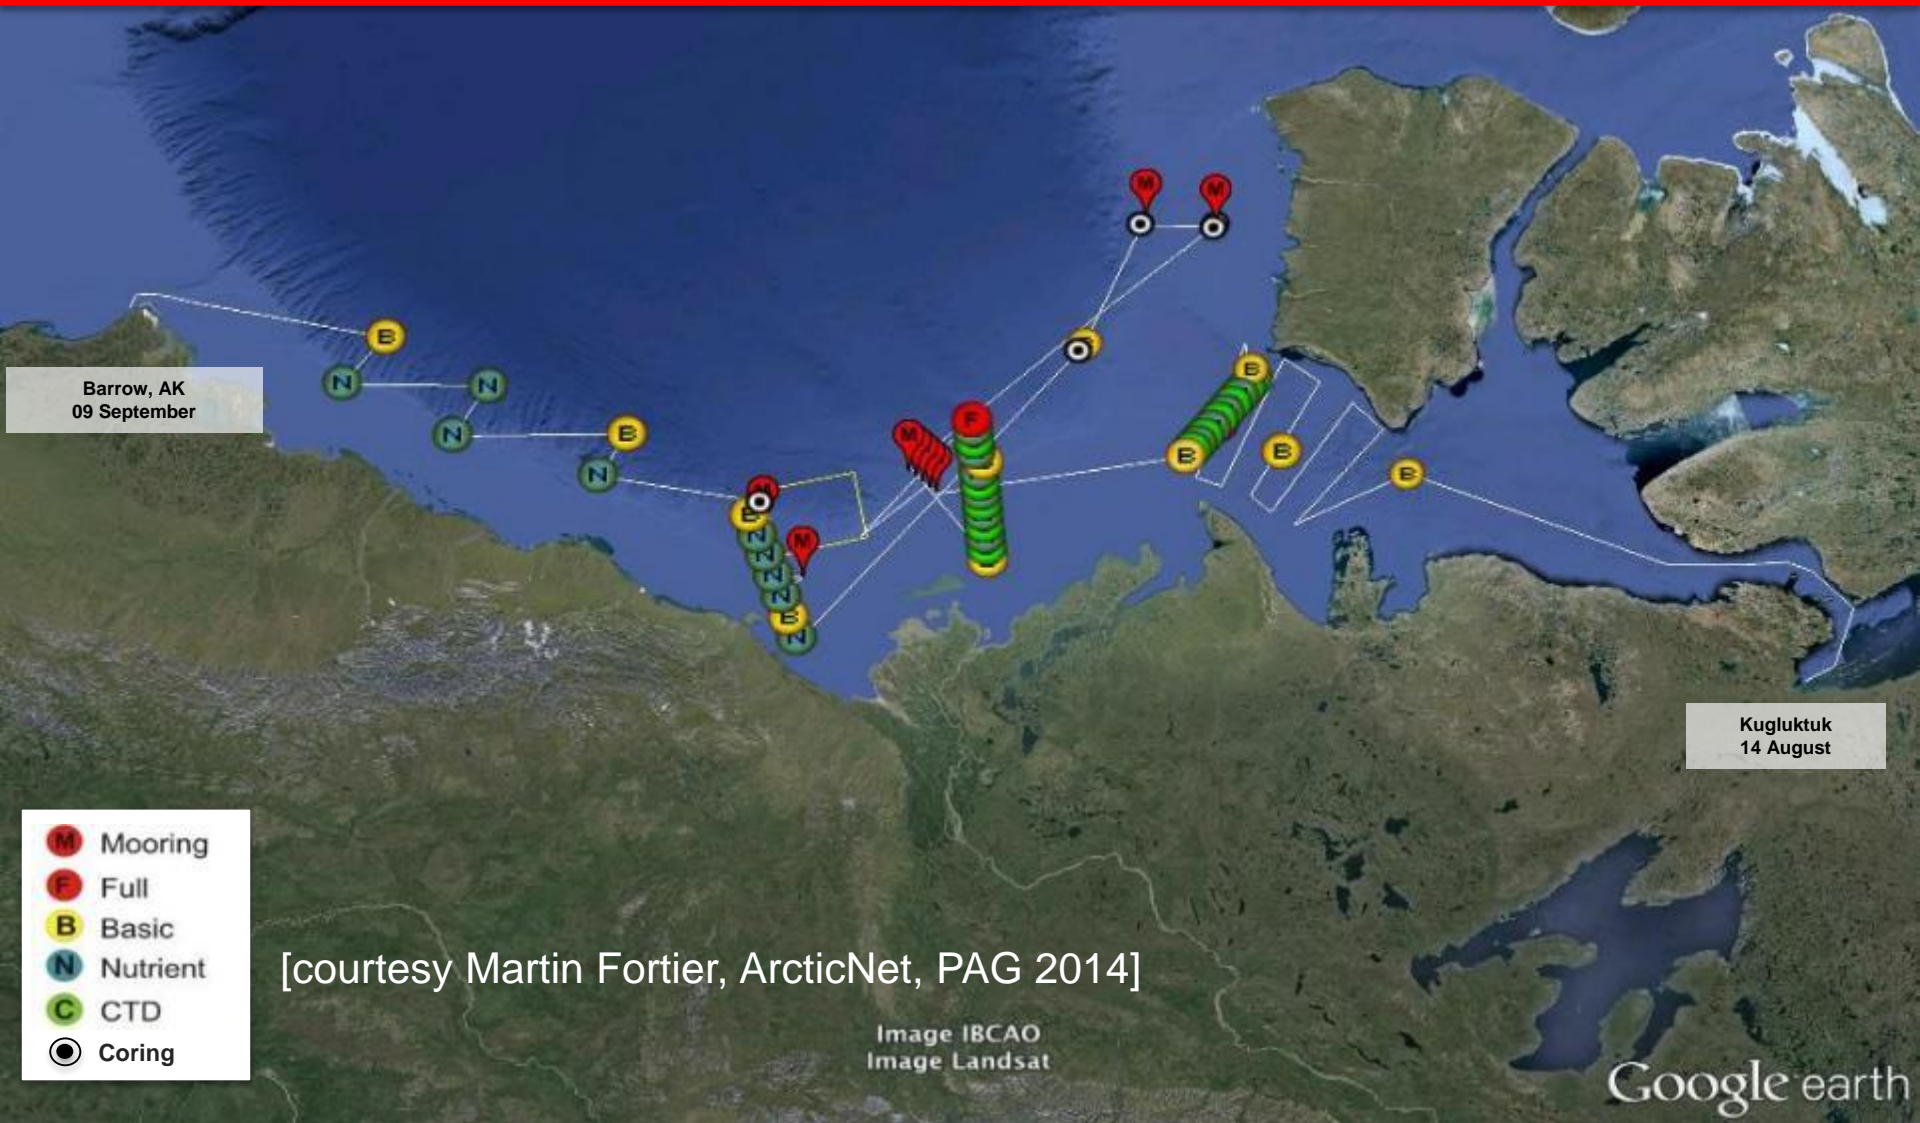 M M
B
N N
B
M F
N B
B
N
B B
B
M
B
N
M
N
N
N
B
N
Barrow, AK
09 September
Kugluktuk
14 August
M Mooring
F Full
B Basic
N Nutrient
C CTD
Coring
[courtesy Martin Fortier, ArcticNet, PAG 2014]
Image IBCAO
Image Landsat
Google earth